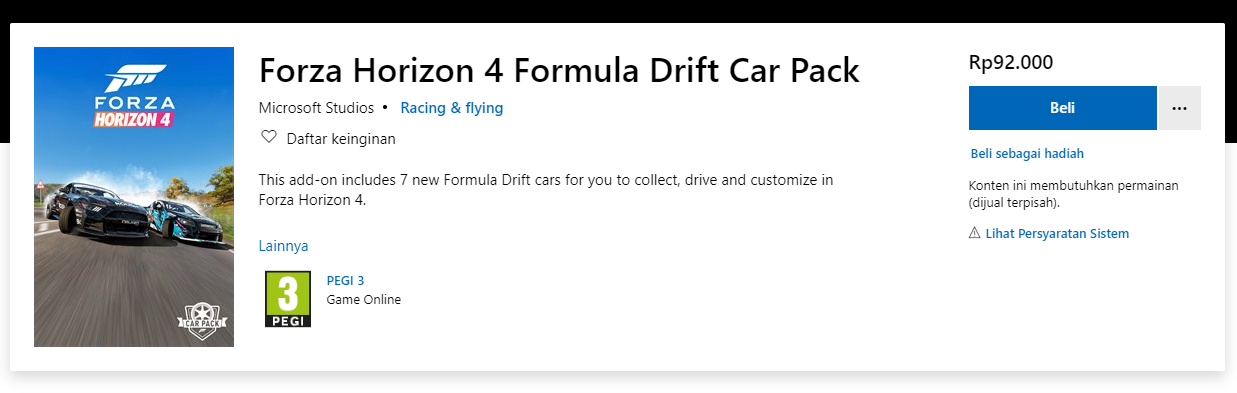 FORZA
HORIZON 4
CAR PACK
Forza Horizon 4 Formula Drift Car Pack
Microsoft Studios • Racing & flying
Daftar keinginan
This add-on includes 7 new Formula Drift cars for you to collect, drive and customize in
Forza Horizon 4.
Lainnya
3
PEGI
PEGI 3
Game Online
Rp92.000
Beli
...
Beli sebagai hadiah
Konten ini membutuhkan permainan
(dijual terpisah).
Lihat Persyaratan Sistem